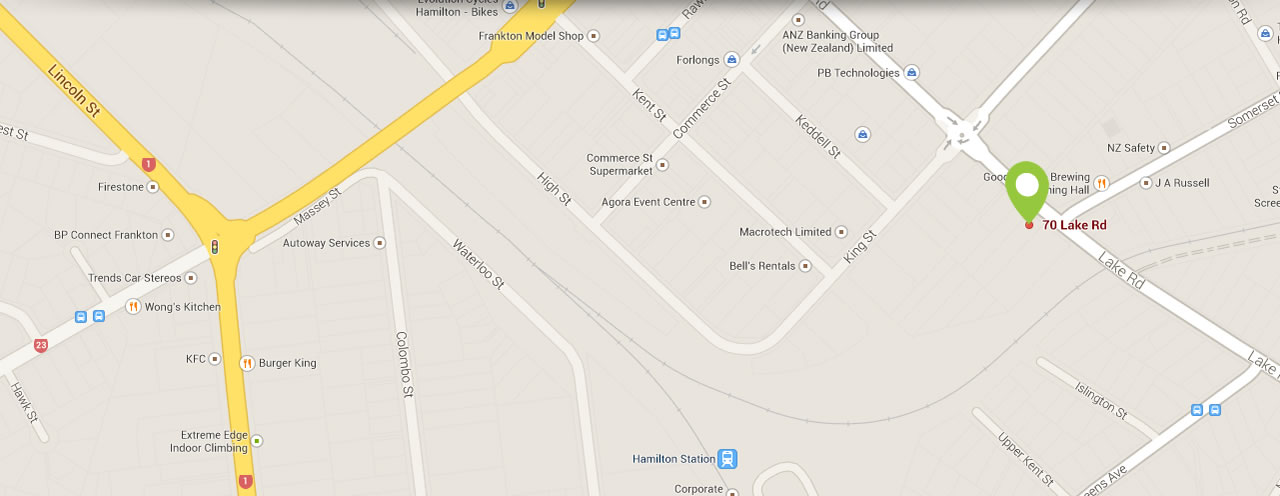 Evolution Cycles
Hamilton - Bikes
Frankton Model Shop
ANZ Banking Group
(New Zealand) Limited
Forlongs
PB Technologies
Lincoln St
Kent St
Commerce St
Keddell St
Somerset
NZ Safety
1
Commerce St
Supermarket
Firestone
High St
Massey St
Agora Event Centre
Brewing
J A Russell
BP Connect Frankton
Autoway Services
Waterloo St
Macrotech Limited
King St
70 Lake Rd
Bell's Rentals
Lake Rd
Trends Car Stereos
Wong's Kitchen
23
KFC
Burger King
Colombo St
Lake
Hawk St
Islington St
Extreme Edge
Indoor Climbing
Upper Kent St
Hamilton Station
1
Corporate
Ave